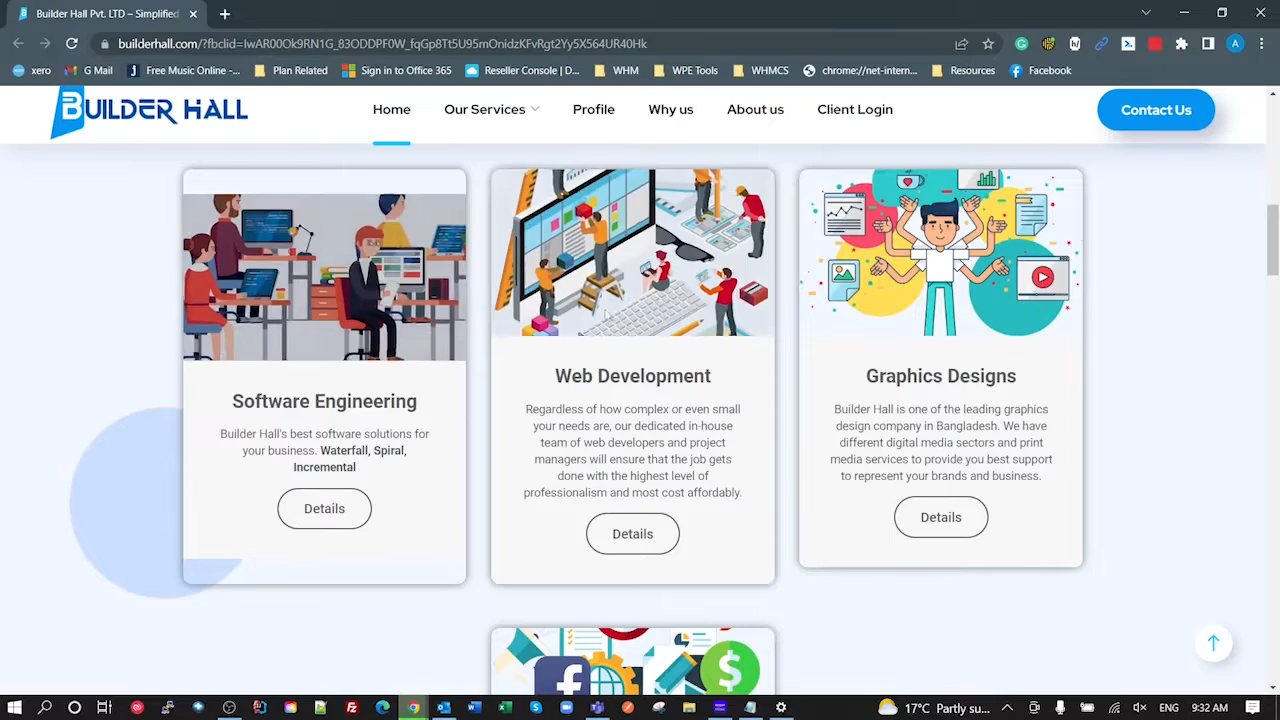 Builder Hall Pvt. LTD – Simplified
builderhall.com/?fbclid=IwAR00Ok9RN1G_83ODDPF0W_fqGp8Tt5U95mOnidzKFvRgt2Yy5X564UR40Hk
xero
G Mail
Free Music Online -...
Plan Related
Sign in to Office 365
Reseller Console | D...
WHM
WPE Tools
WHMCS
chrome://net-intern...
Resources
Facebook
BUILDER HALL
Home
Our Services
Profile
Why us
About us
Client Login
Contact Us
Software Engineering
Builder Hall's best software solutions for
your business. Waterfall, Spiral,
Incremental
Details
Web Development
Regardless of how complex or even small
your needs are, our dedicated in-house
team of web developers and project
managers will ensure that the job gets
done with the highest level of
professionalism and most cost affordably.
Details
Graphics Designs
Builder Hall is one of the leading graphics
design company in Bangladesh. We have
different digital media sectors and print
media services to provide you best support
to represent your brands and business.
Details
17°C Partly su...
9:32 AM